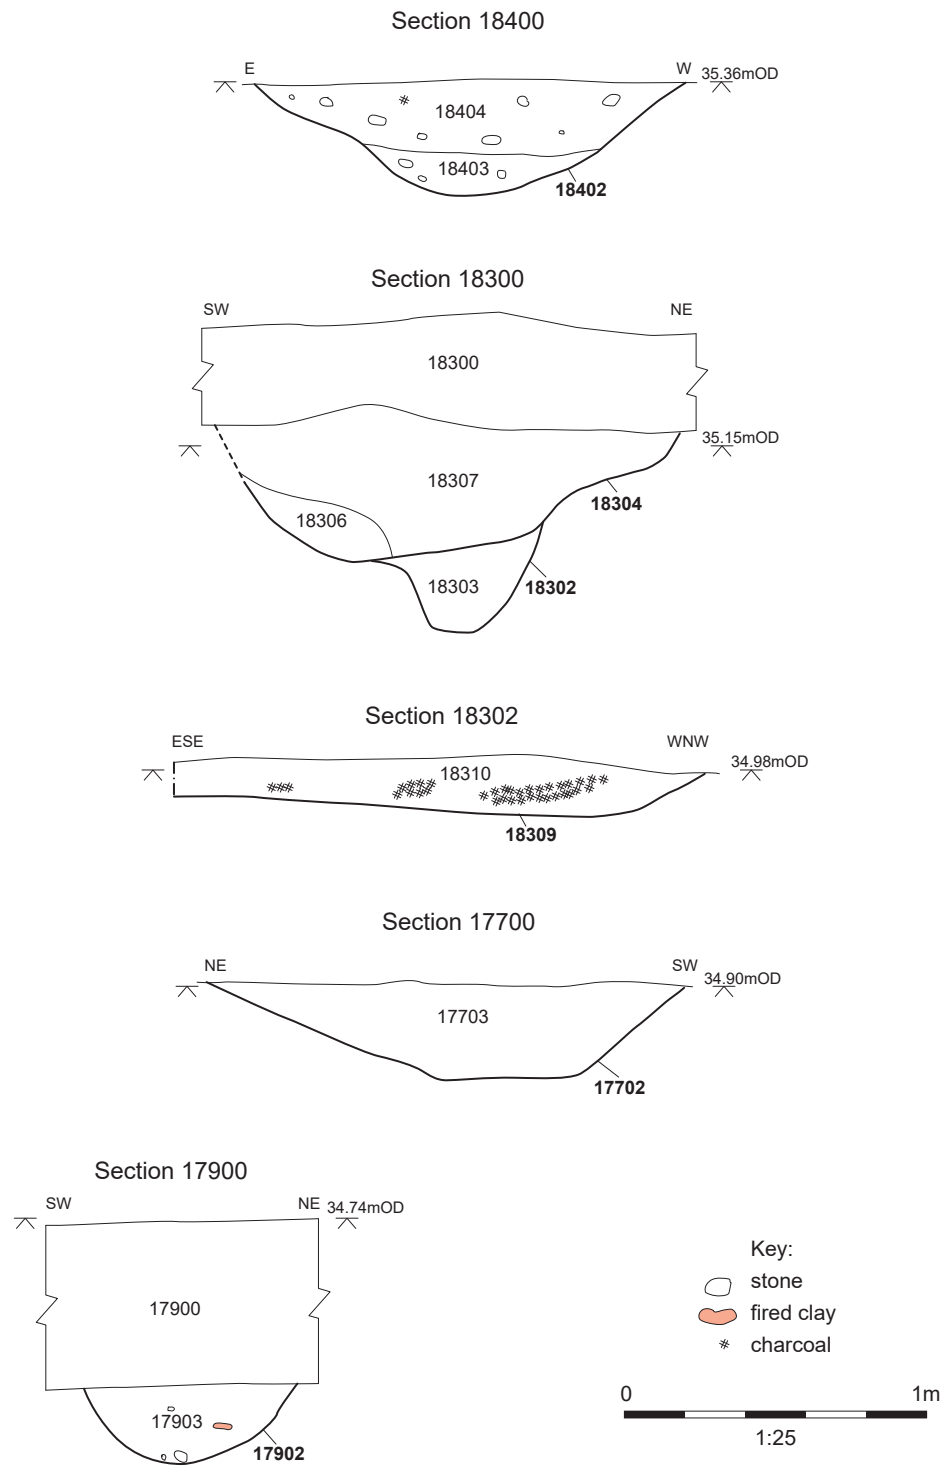 Section 18400
E W 35.36mOD
18404
18403
18402
Section 18300
SW NE
18300
35.15mOD
18307
18304
18306
18303 18302
Section 18302
ESE WNW
34.98mOD
18310
18309
Section 17700
NE SW
34.90mOD
17703
17702
Section 17900
SW NE 34.74mOD
17900
17903
17902
Key:
stone
fired clay
charcoal
0 1m
1:25